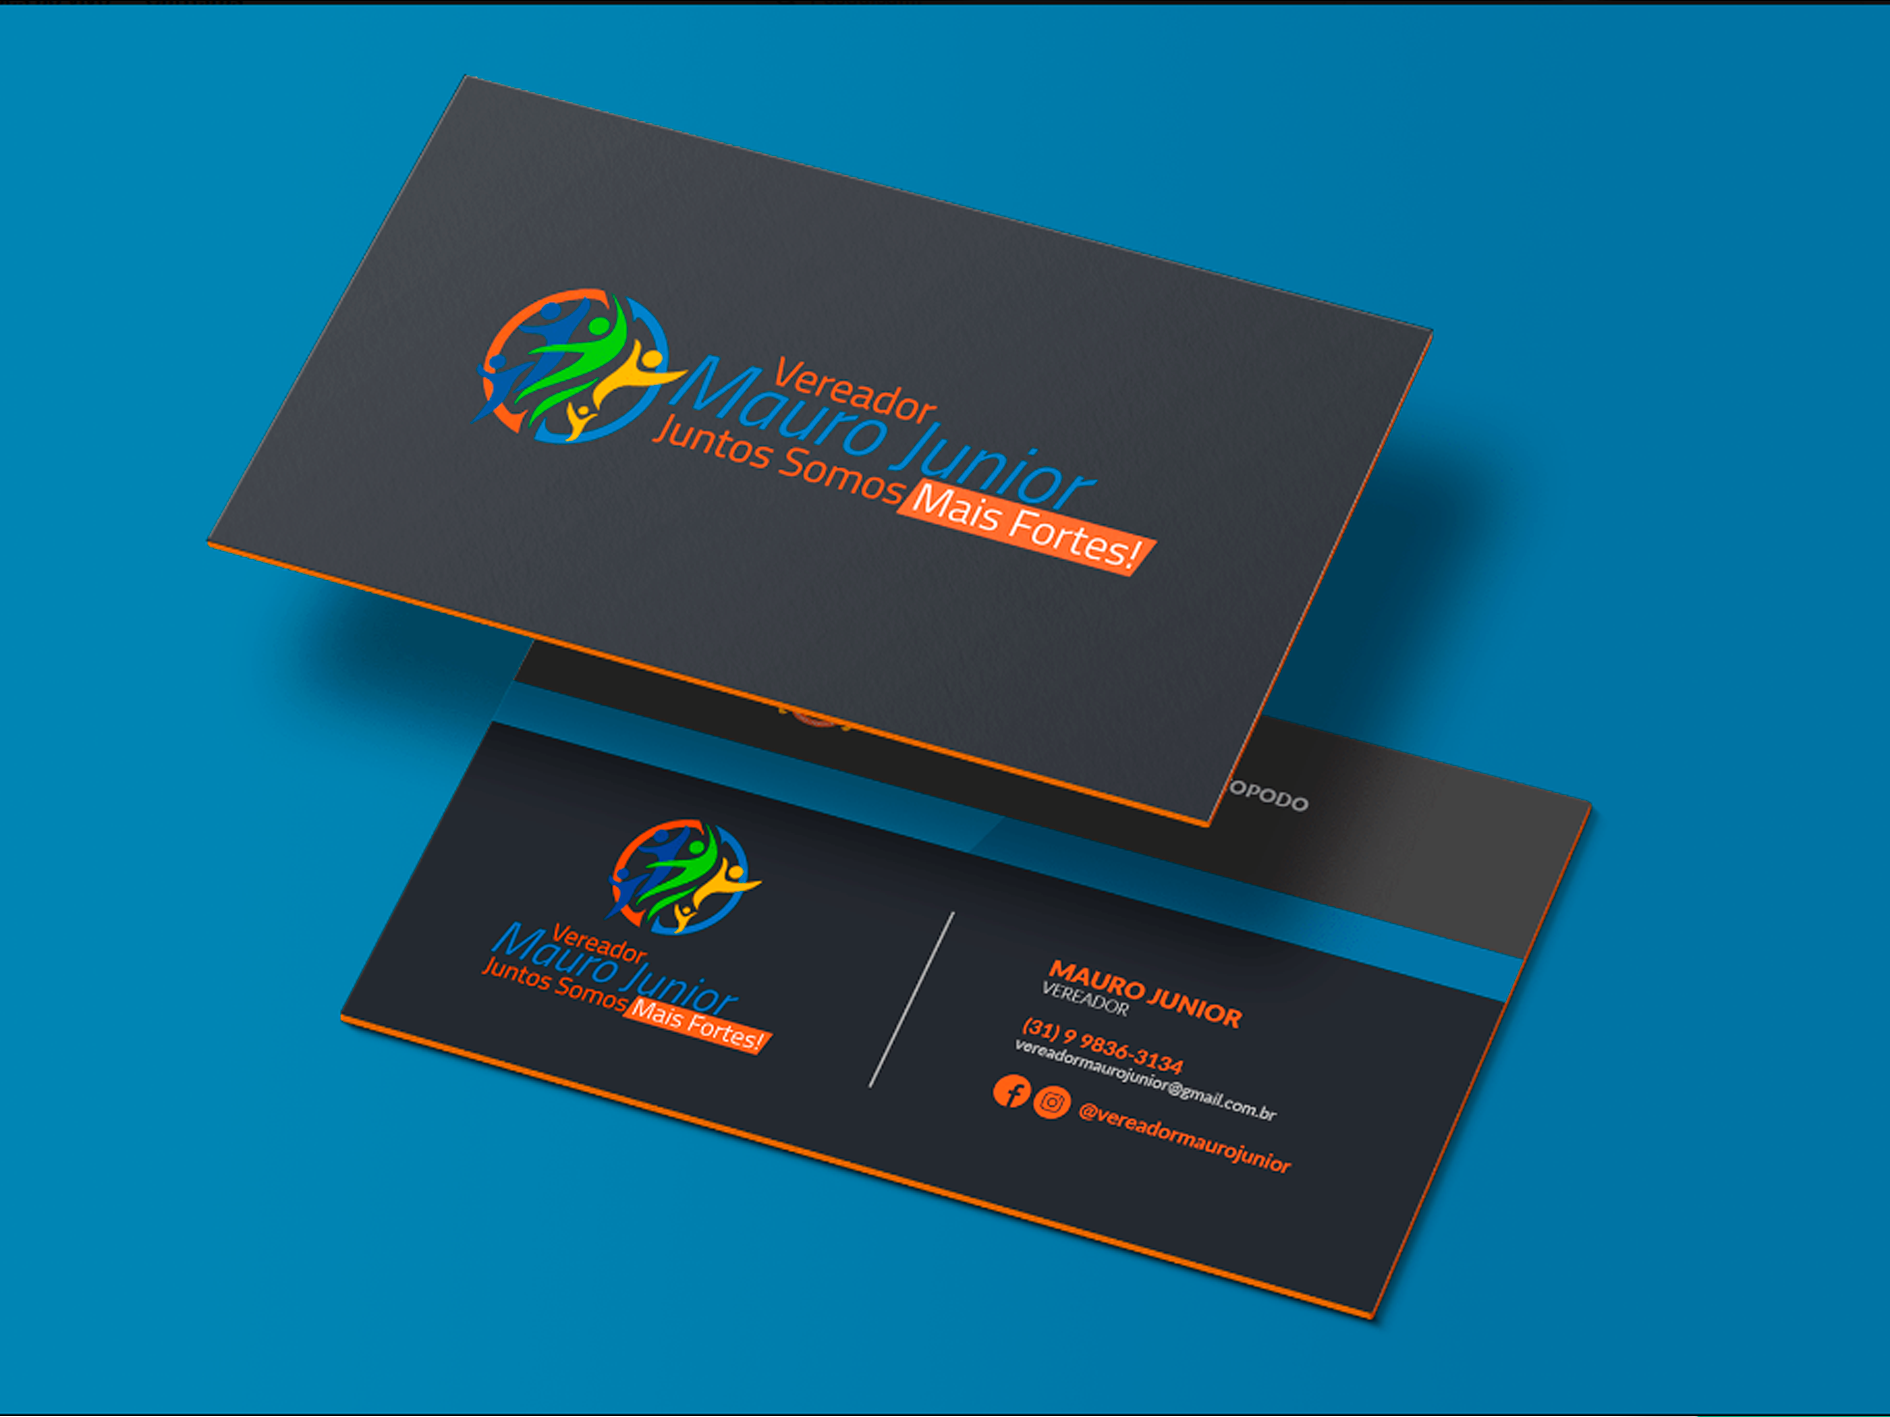 Vereador
Mauro Junior
Juntos Somos Mais Fortes!
OPODO
Vereador
Mauro Junior
Juntos Somos Mais Fortes!
MAURO JUNIOR
VEREADOR
(31) 9 9836-3134
vereadormaurojunior@gmail.com.br
@vereadormaurojunior